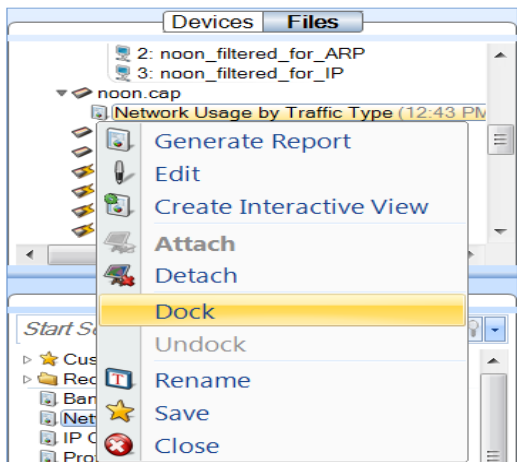 Devices Files
2: noon_filtered_for_ARP
3: noon_filtered_for_IP
noon.cap
Network Usage by Traffic Type (12:43 PM
Generate Report
Edit
Create Interactive View
Attach
Detach
Dock
Start Se
Undock
Cus
Rec
Rename
Ban
Net
Save
IP C
Close
Prot